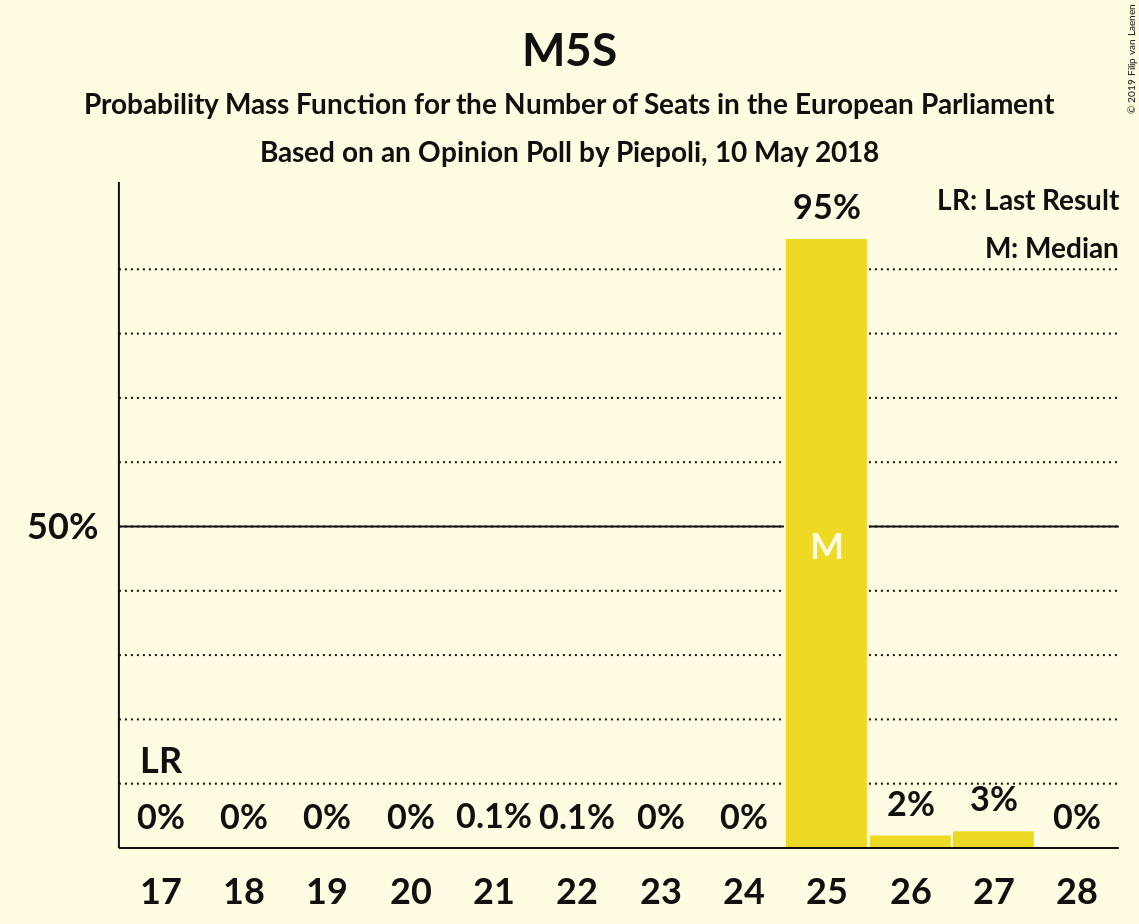 M5S
Probability Mass Function for the Number of Seats in the European Parliament
Based on an Opinion Poll by Piepoli, 10 May 2018
© 2019 Filip van Laenen
LR: Last Result
M: Median
95%
50%
M
LR
0% 0% 0% 0% 0.1% 0.1% 0% 0% 2% 3% 0%
17 18 19 20 21 22 23 24 25 26 27 28